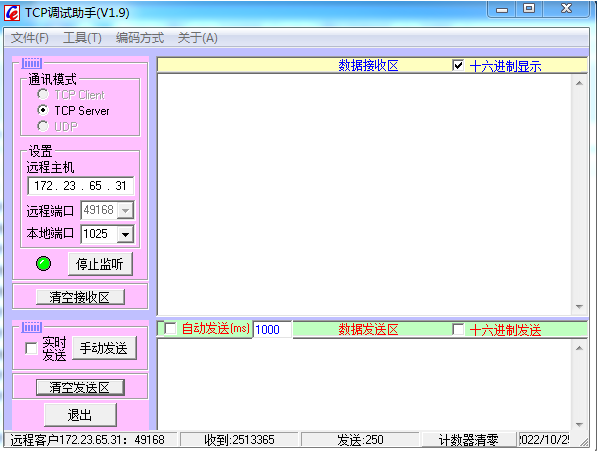 TCP调试助手(V1.9)
文件(F) 工具(T) 编码方式 关于(A)
通讯模式
TCP Client
TCP Server
UDP
设置
远程主机
172 . 23 . 65 . 31
远程端口 49168
本地端口 1025
停止监听
清空接收区
数据接收区 十六进制显示
自动发送(ms) 1000 数据发送区 十六进制发送
实时发送 手动发送
清空发送区
退出
远程客户172.23.65.31: 49168 收到:2513365 发送:250 计数器清零 2022/10/25